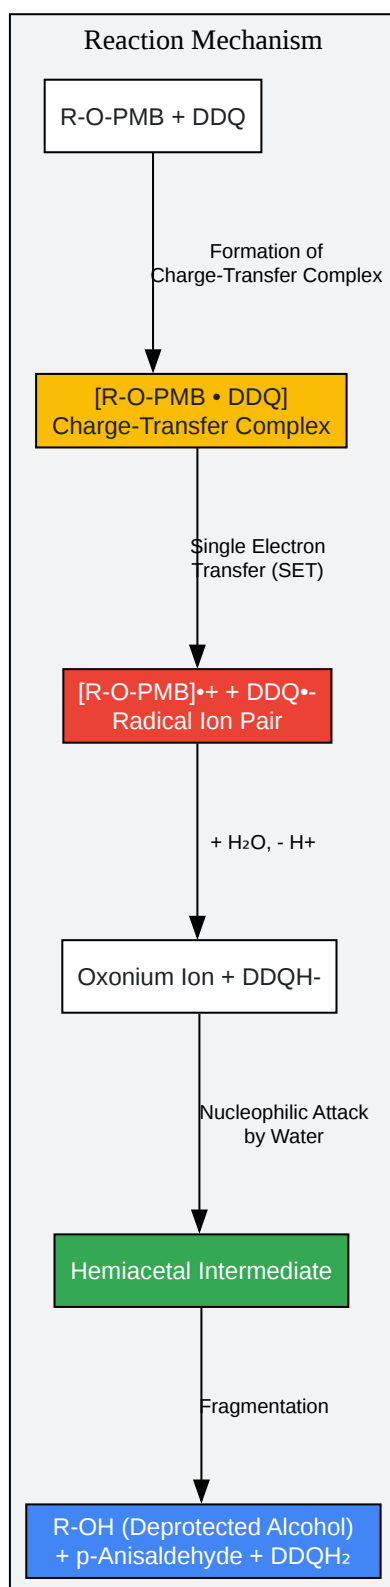 Reaction Mechanism
R-O-PMB + DDQ
Formation of
Charge-Transfer Complex
[R-O-PMB • DDQ]
Charge-Transfer Complex
Single Electron
Transfer (SET)
[R-O-PMB]•+ + DDQ•-
Radical Ion Pair
+ H₂O, - H+
Oxonium Ion + DDQH-
Nucleophilic Attack
by Water
Hemiacetal Intermediate
Fragmentation
R-OH (Deprotected Alcohol)
+ p-Anisaldehyde + DDQH₂